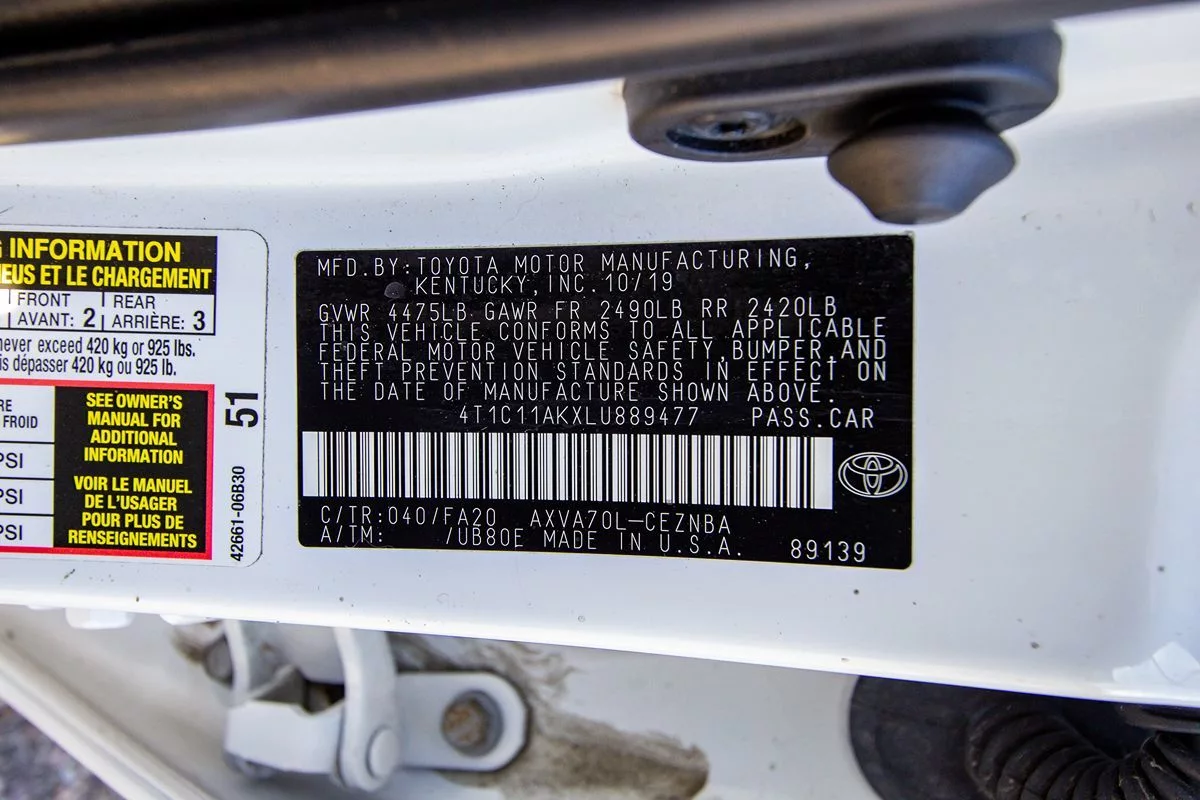 INFORMATION
EUS ET LE CHARGEMENT
FRONT REAR
AVANT: 2 ARRIÈRE: 3
never exceed 420 kg or 925 lbs.
dépasser 420 kg ou 925 lb.
FROID
PSI
PSI
PSI
SEE OWNER'S
MANUAL FOR
ADDITIONAL
INFORMATION
VOIR LE MANUEL
DE L'USAGER
POUR PLUS DE
RENSEIGNEMENTS
51
42661-06B30
MFD.BY:TOYOTA MOTOR MANUFACTURING,
KENTUCKY,INC.10/19
GVWR 4475LB GAWR FR 2490LB RR 2420LB
THIS VEHICLE CONFORMS TO ALL APPLICABLE
FEDERAL MOTOR VEHICLE SAFETY,BUMPER,AND
THEFT PREVENTION STANDARDS IN EFFECT ON
THE DATE OF MANUFACTURE SHOWN ABOVE.
4T1C11AKXLU889477 PASS.CAR
C/TR:040/FA20 AXVA70L-CEZNBA
A/TM: /UB80E MADE IN U.S.A. 89139